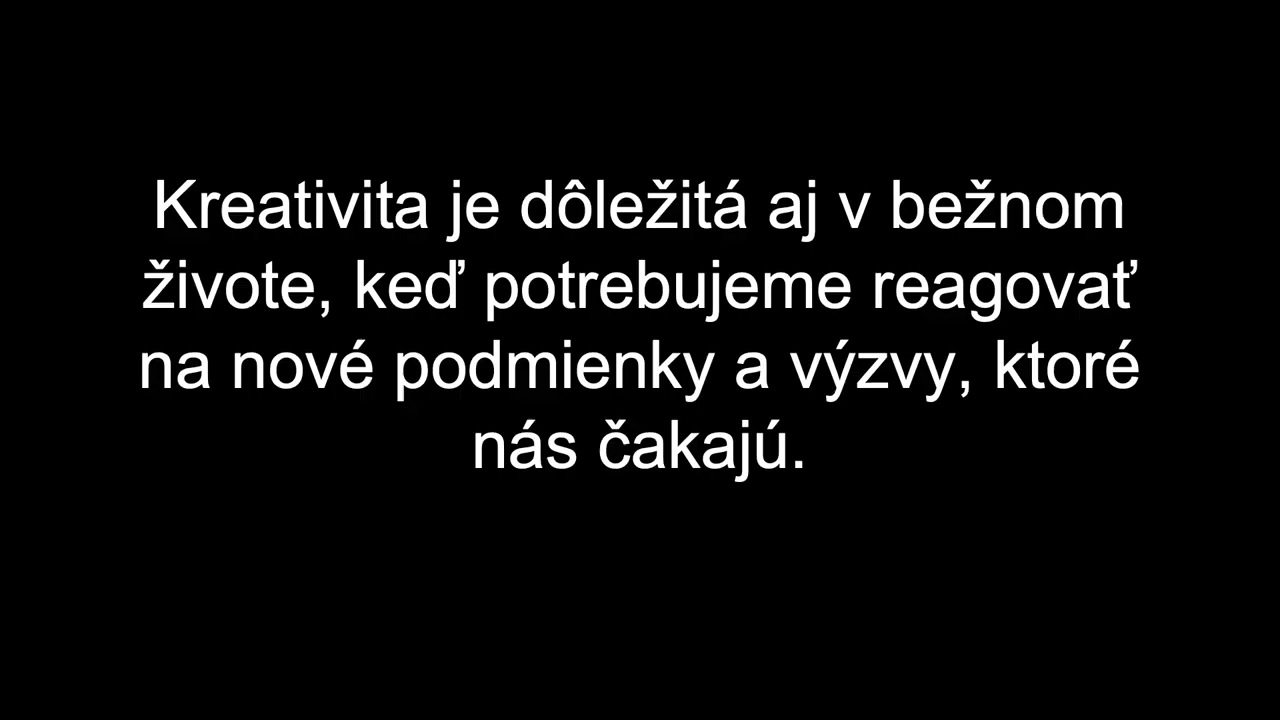 Kreativita je dôležitá aj v bežnom
živote, keď potrebujeme reagovať
na nové podmienky a výzvy, ktoré
nás čakajú.